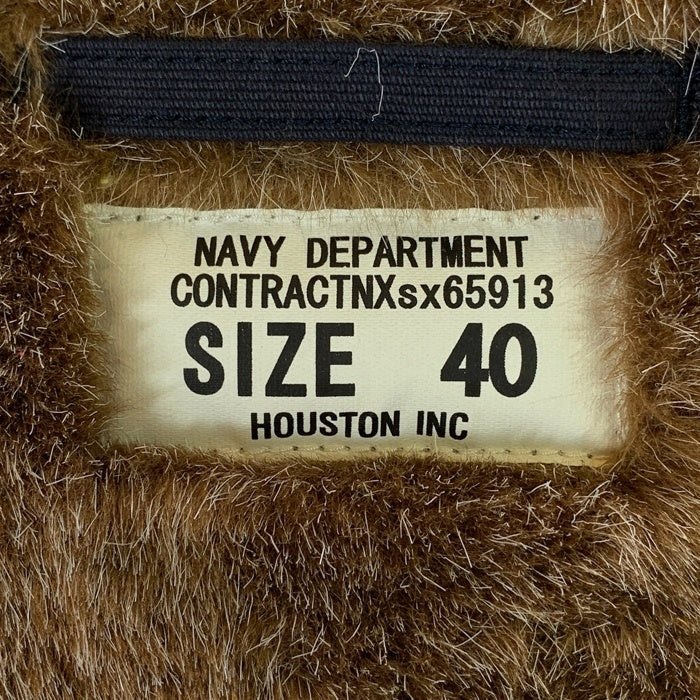 NAVY DEPARTMENT
CONTRACTNXsx65913
SIZE 40
HOUSTON INC